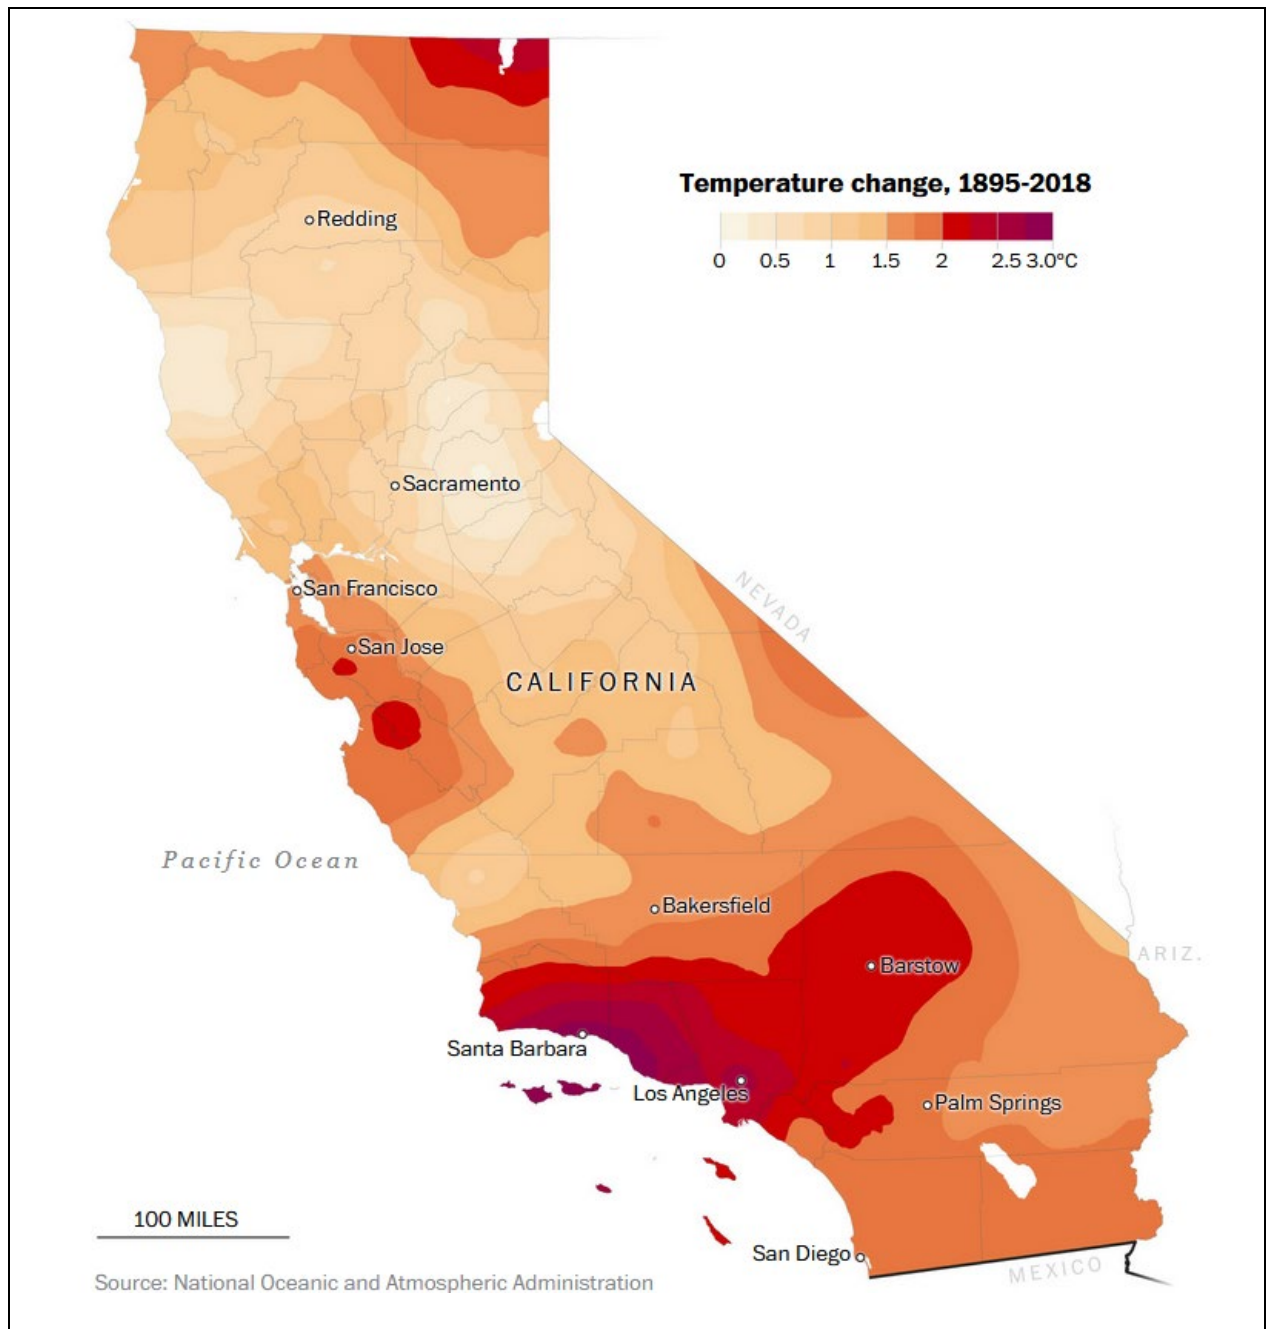 Temperature change, 1895-2018
0 0.5 1 1.5 2 2.5 3.0°C
Redding
Sacramento
San Francisco
NEVADA
San Jose
CALIFORNIA
Pacific Ocean
Bakersfield
ARIZ.
Barstow
Santa Barbara
Los Angeles
Palm Springs
100 MILES
San Diego
MEXICO
Source: National Oceanic and Atmospheric Administration